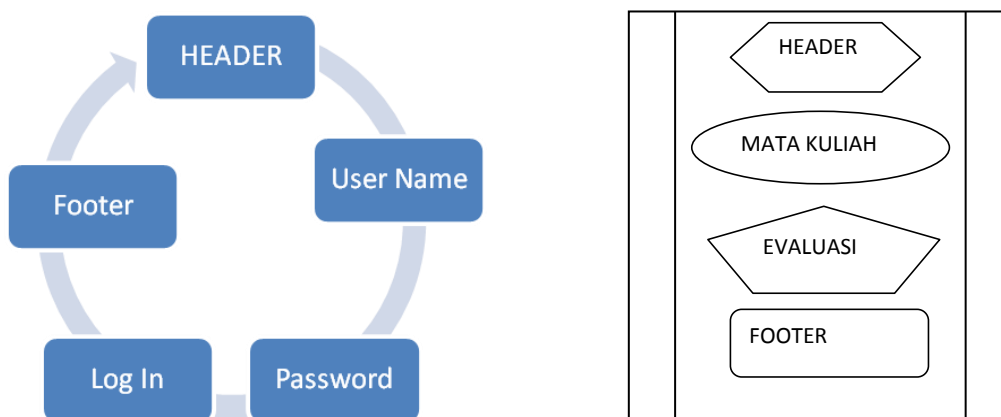 HEADER
User Name
Password
Log In
Footer
HEADER
MATA KULIAH
EVALUASI
FOOTER